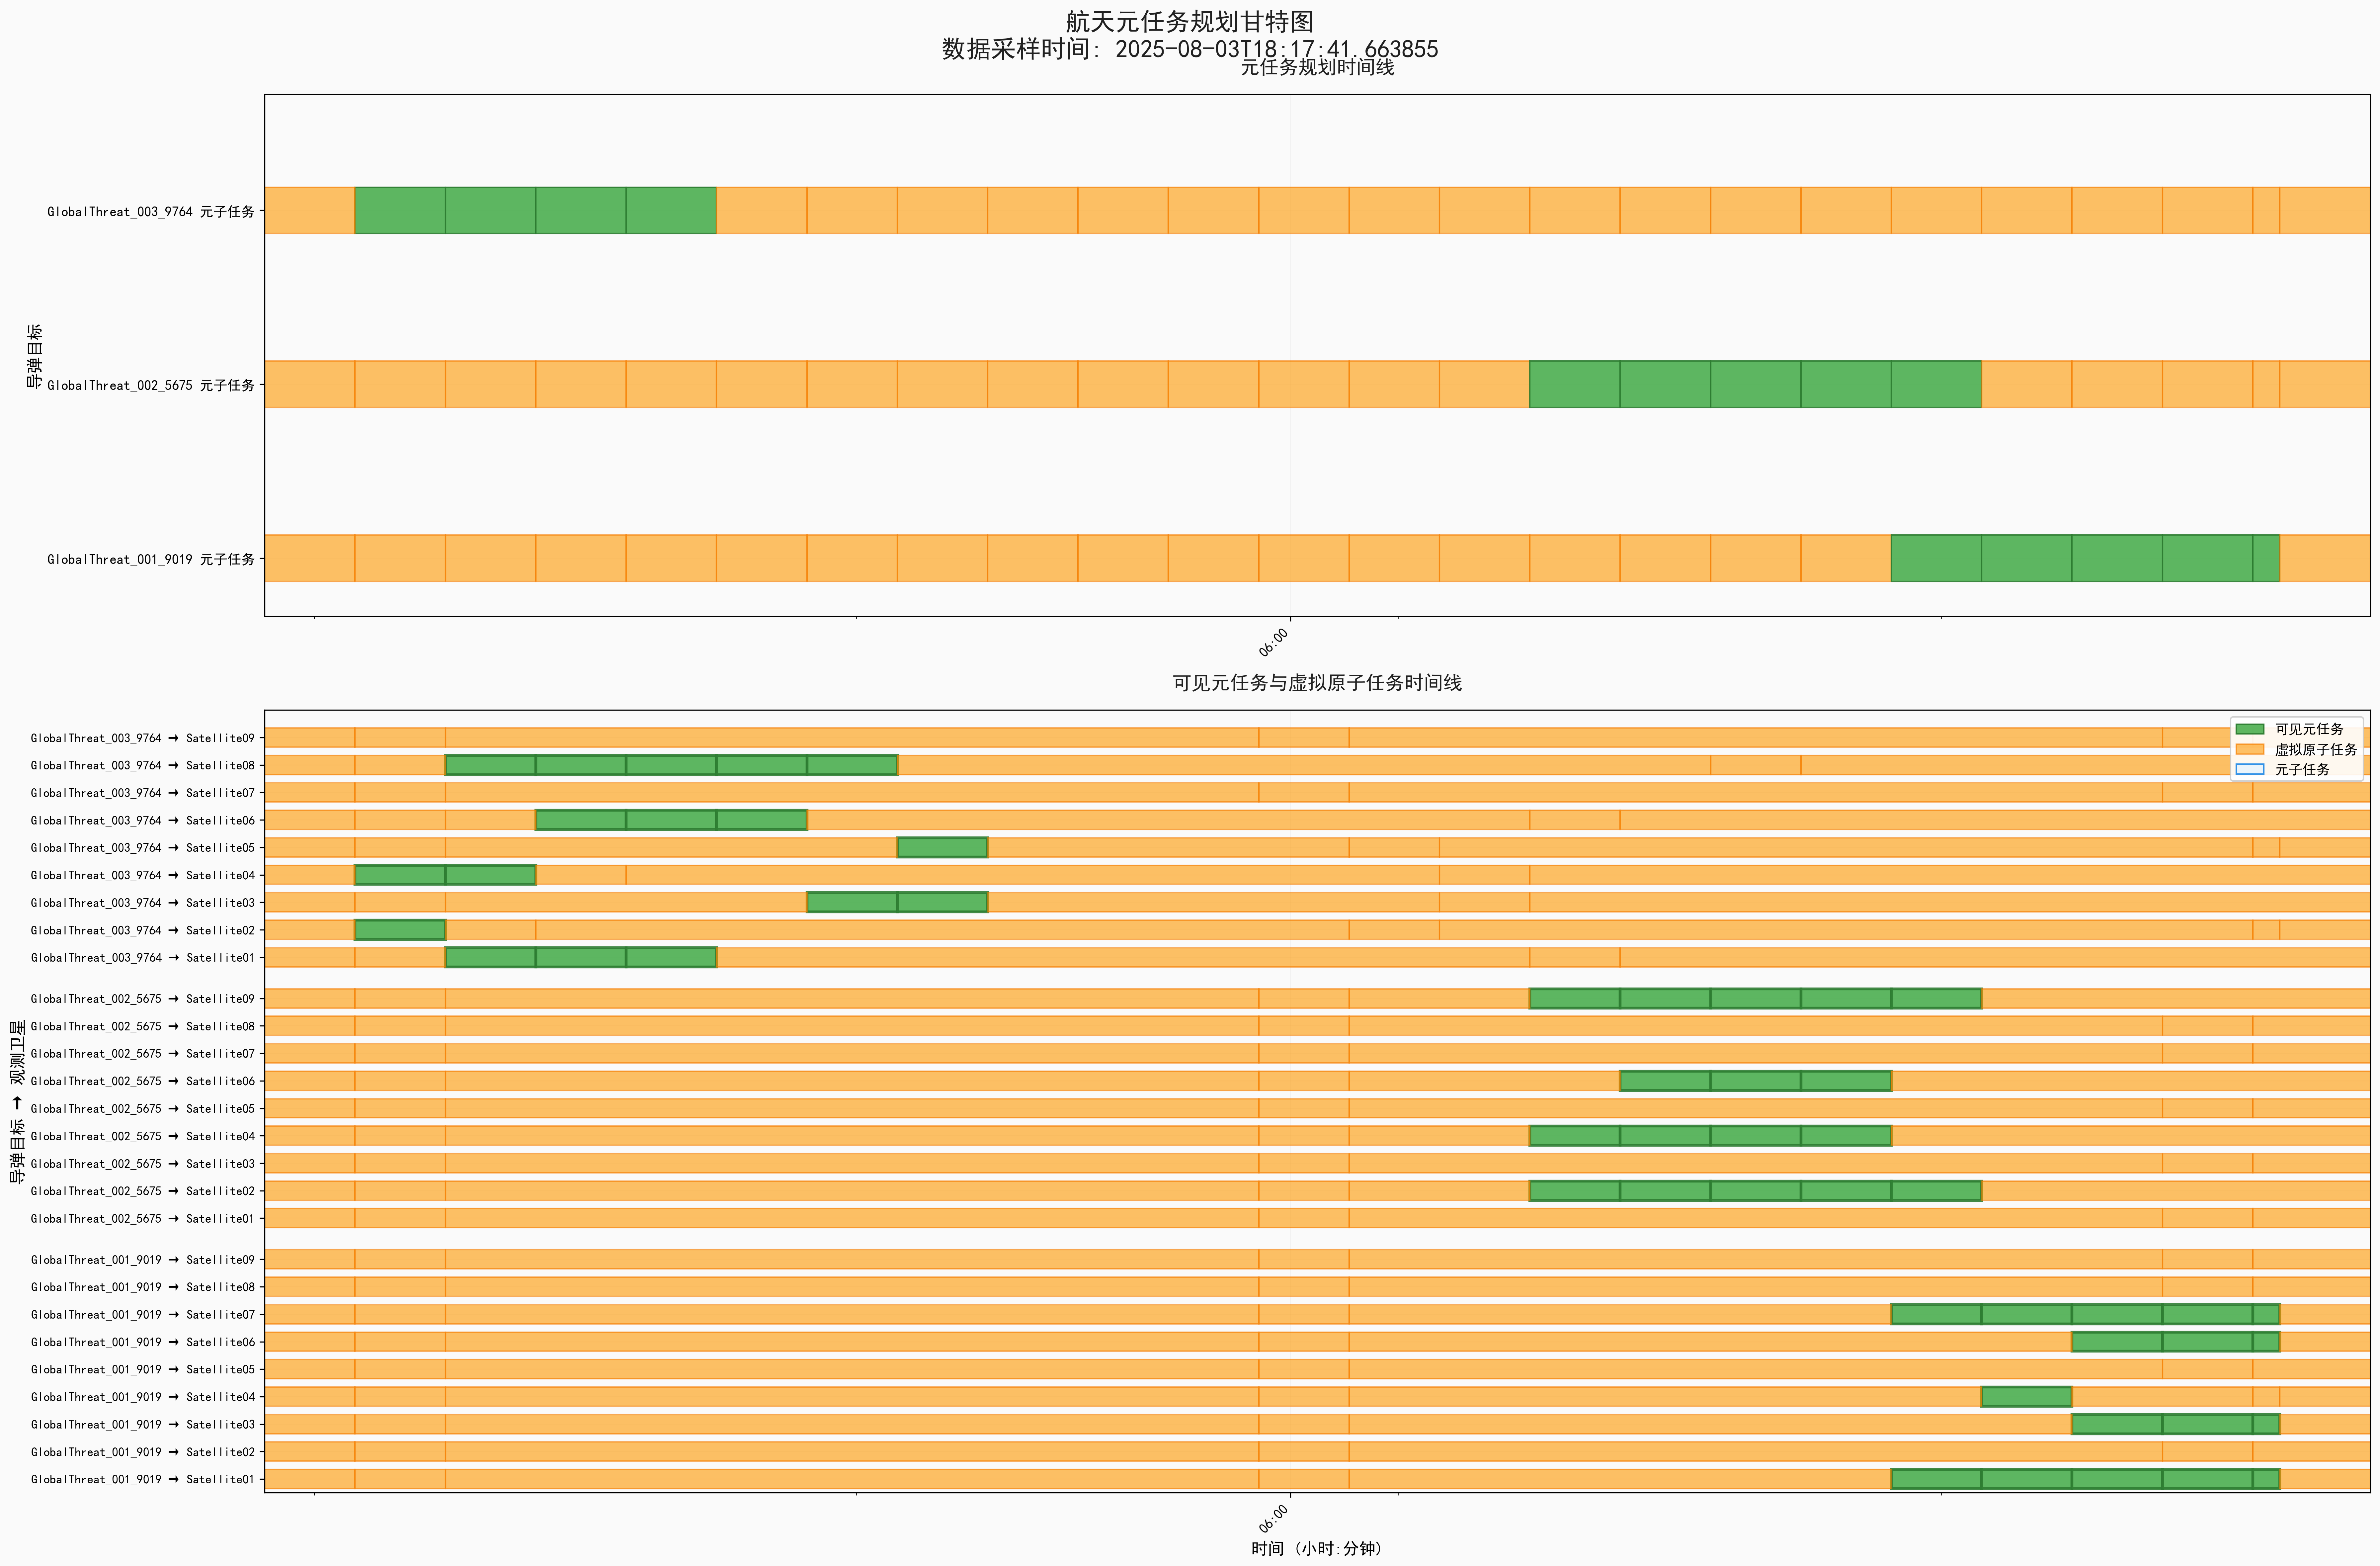 航天元任务规划甘特图
数据采样时间: 2025-08-03T18:17:41.663855
元任务规划时间线
导弹目标
GlobalThreat_003_9764 元子任务
GlobalThreat_002_5675 元子任务
GlobalThreat_001_9019 元子任务
06:00
可见元任务与虚拟原子任务时间线
可见元任务
虚拟原子任务
元子任务
导弹目标 → 观测卫星
GlobalThreat_003_9764 → Satellite09
GlobalThreat_003_9764 → Satellite08
GlobalThreat_003_9764 → Satellite07
GlobalThreat_003_9764 → Satellite06
GlobalThreat_003_9764 → Satellite05
GlobalThreat_003_9764 → Satellite04
GlobalThreat_003_9764 → Satellite03
GlobalThreat_003_9764 → Satellite02
GlobalThreat_003_9764 → Satellite01
GlobalThreat_002_5675 → Satellite09
GlobalThreat_002_5675 → Satellite08
GlobalThreat_002_5675 → Satellite07
GlobalThreat_002_5675 → Satellite06
GlobalThreat_002_5675 → Satellite05
GlobalThreat_002_5675 → Satellite04
GlobalThreat_002_5675 → Satellite03
GlobalThreat_002_5675 → Satellite02
GlobalThreat_002_5675 → Satellite01
GlobalThreat_001_9019 → Satellite09
GlobalThreat_001_9019 → Satellite08
GlobalThreat_001_9019 → Satellite07
GlobalThreat_001_9019 → Satellite06
GlobalThreat_001_9019 → Satellite05
GlobalThreat_001_9019 → Satellite04
GlobalThreat_001_9019 → Satellite03
GlobalThreat_001_9019 → Satellite02
GlobalThreat_001_9019 → Satellite01
06:00
时间 (小时:分钟)